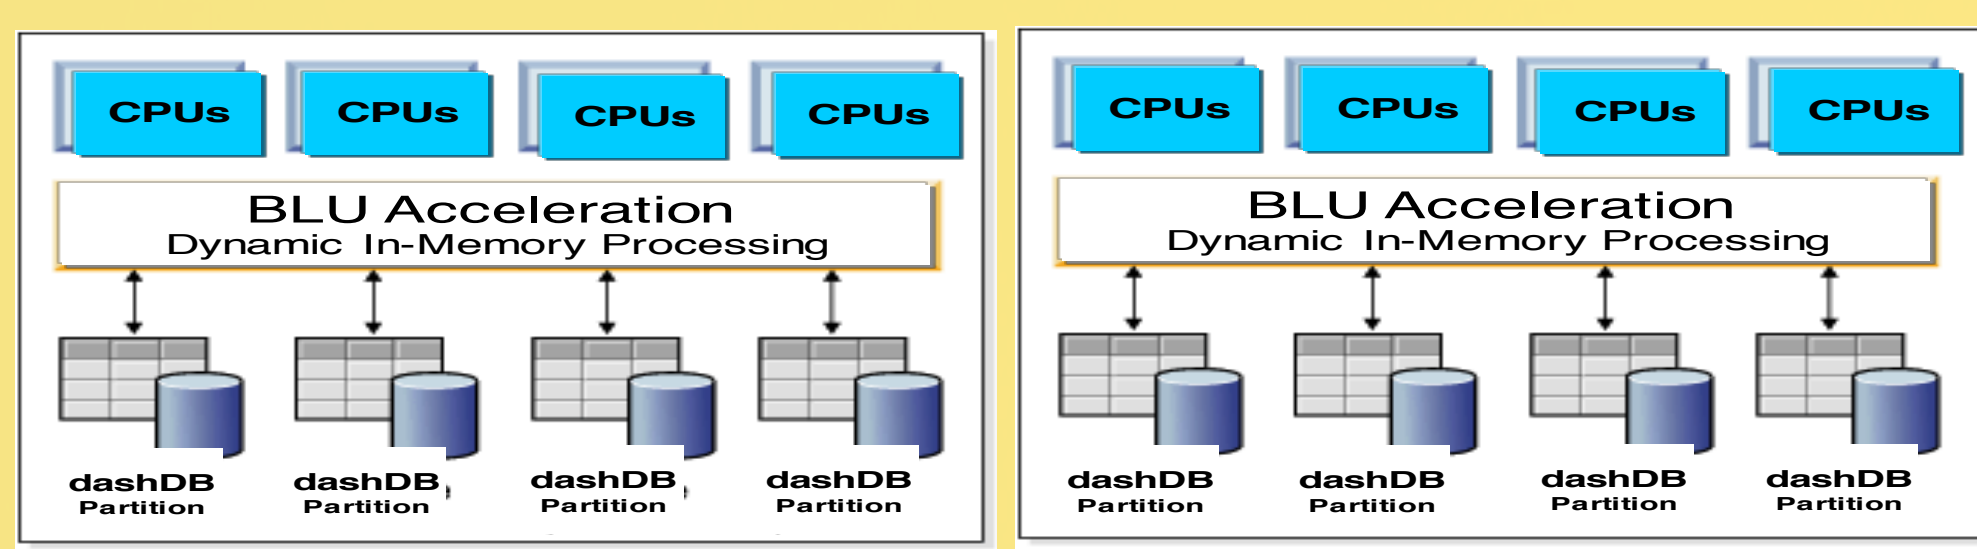 CPUs CPUs CPUs CPUs
BLU Acceleration
Dynamic In-Memory Processing
dashDB dashDB dashDB dashDB
Partition Partition Partition Partition
CPUs CPUs CPUs CPUs
BLU Acceleration
Dynamic In-Memory Processing
dashDB dashDB dashDB dashDB
Partition Partition Partition Partition